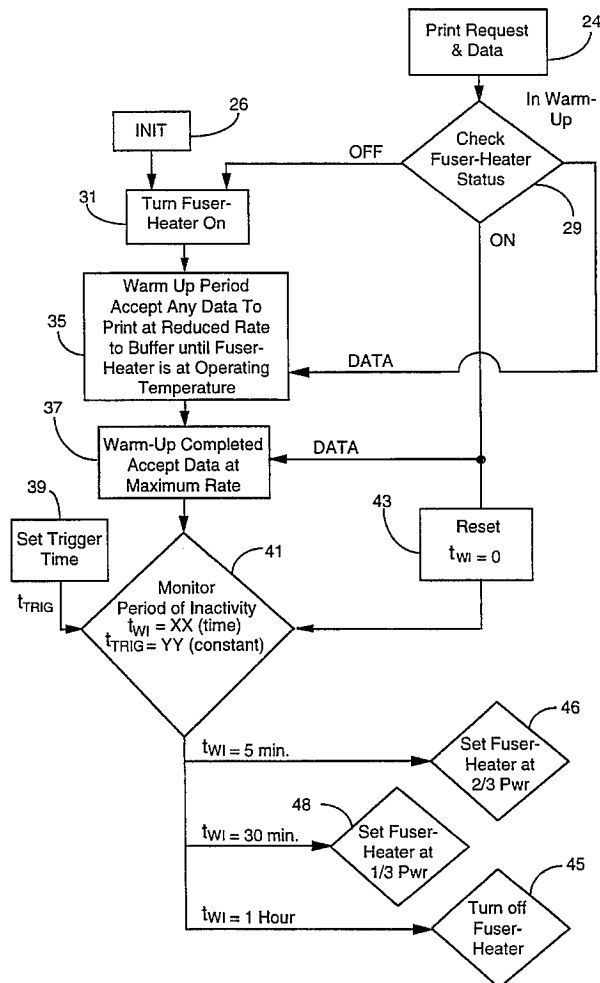 24
Print Request
& Data
In Warm-
Up
26
INIT
OFF
Check
Fuser-Heater
Status
29
31
Turn Fuser-
Heater On
ON
35
Warm Up Period
Accept Any Data To
Print at Reduced Rate
to Buffer until Fuser-
Heater is at Operating
Temperature
DATA
37
Warm-Up Completed
Accept Data at
Maximum Rate
DATA
39
Set Trigger
Time
43
Reset
tWI = 0
41
tTRIG
Monitor
Period of Inactivity
tWI = XX (time)
tTRIG = YY (constant)
tWI = 5 min.
46
Set Fuser-
Heater at
2/3 Pwr
48
tWI = 30 min.
Set Fuser-
Heater at
1/3 Pwr
45
tWI = 1 Hour
Turn off
Fuser-
Heater